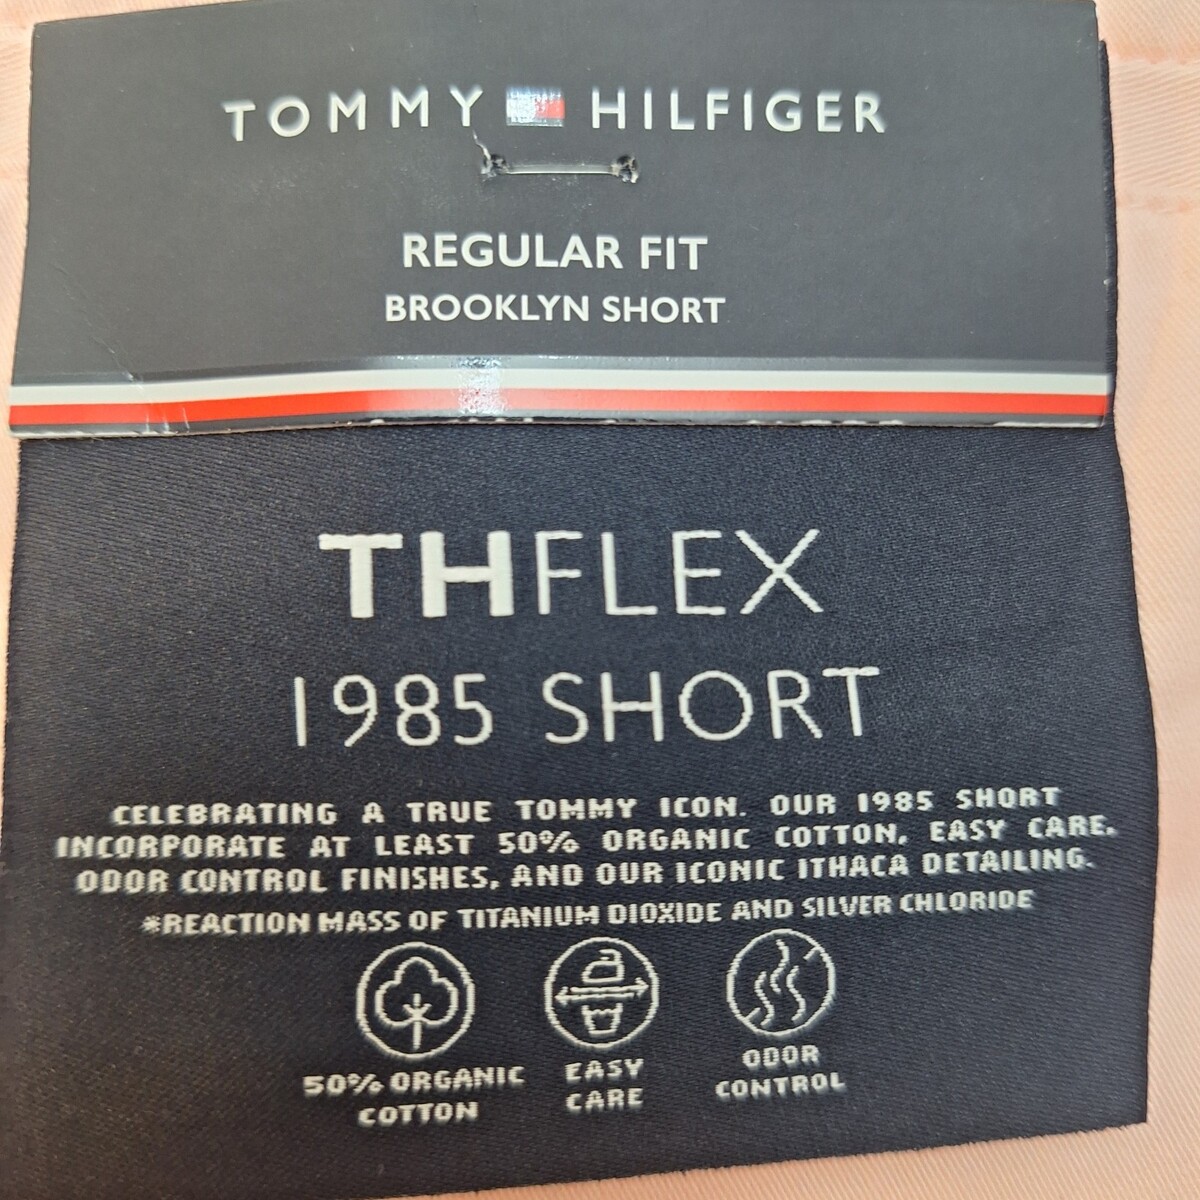 TOMMY HILFIGER
REGULAR FIT
BROOKLYN SHORT
THFLEX
1985 SHORT
CELEBRATING A TRUE TOMMY ICON. OUR 1985 SHORT
INCORPORATE AT LEAST 50% ORGANIC COTTON, EASY CARE,
ODOR CONTROL FINISHES, AND OUR ICONIC ITHACA DETAILING.
*REACTION MASS OF TITANIUM DIOXIDE AND SILVER CHLORIDE
50% ORGANIC
COTTON
EASY
CARE
ODOR
CONTROL